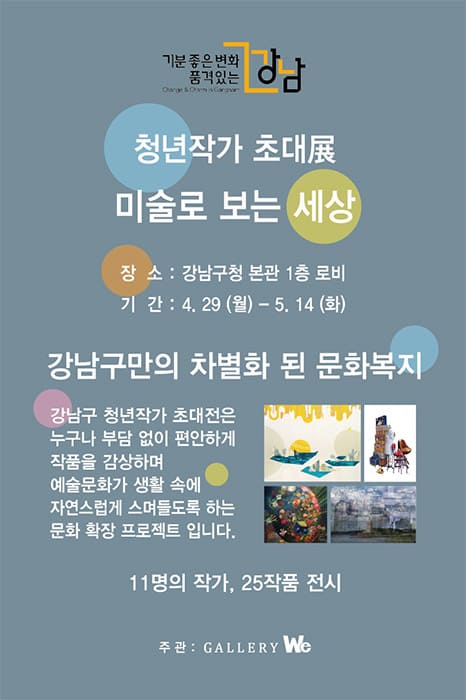 기분 좋은 변화
품격있는
Change & Charm in Gangnam
강남
청년작가 초대展
미술로 보는 세상
장 소 : 강남구청 본관 1층 로비
기 간 : 4. 29 (월) – 5. 14 (화)
강남구만의 차별화 된 문화복지
강남구 청년작가 초대전은
누구나 부담 없이 편안하게
작품을 감상하며
예술문화가 생활 속에
자연스럽게 스며들도록 하는
문화 확장 프로젝트 입니다.
11명의 작가, 25작품 전시
주관 : GALLERY We